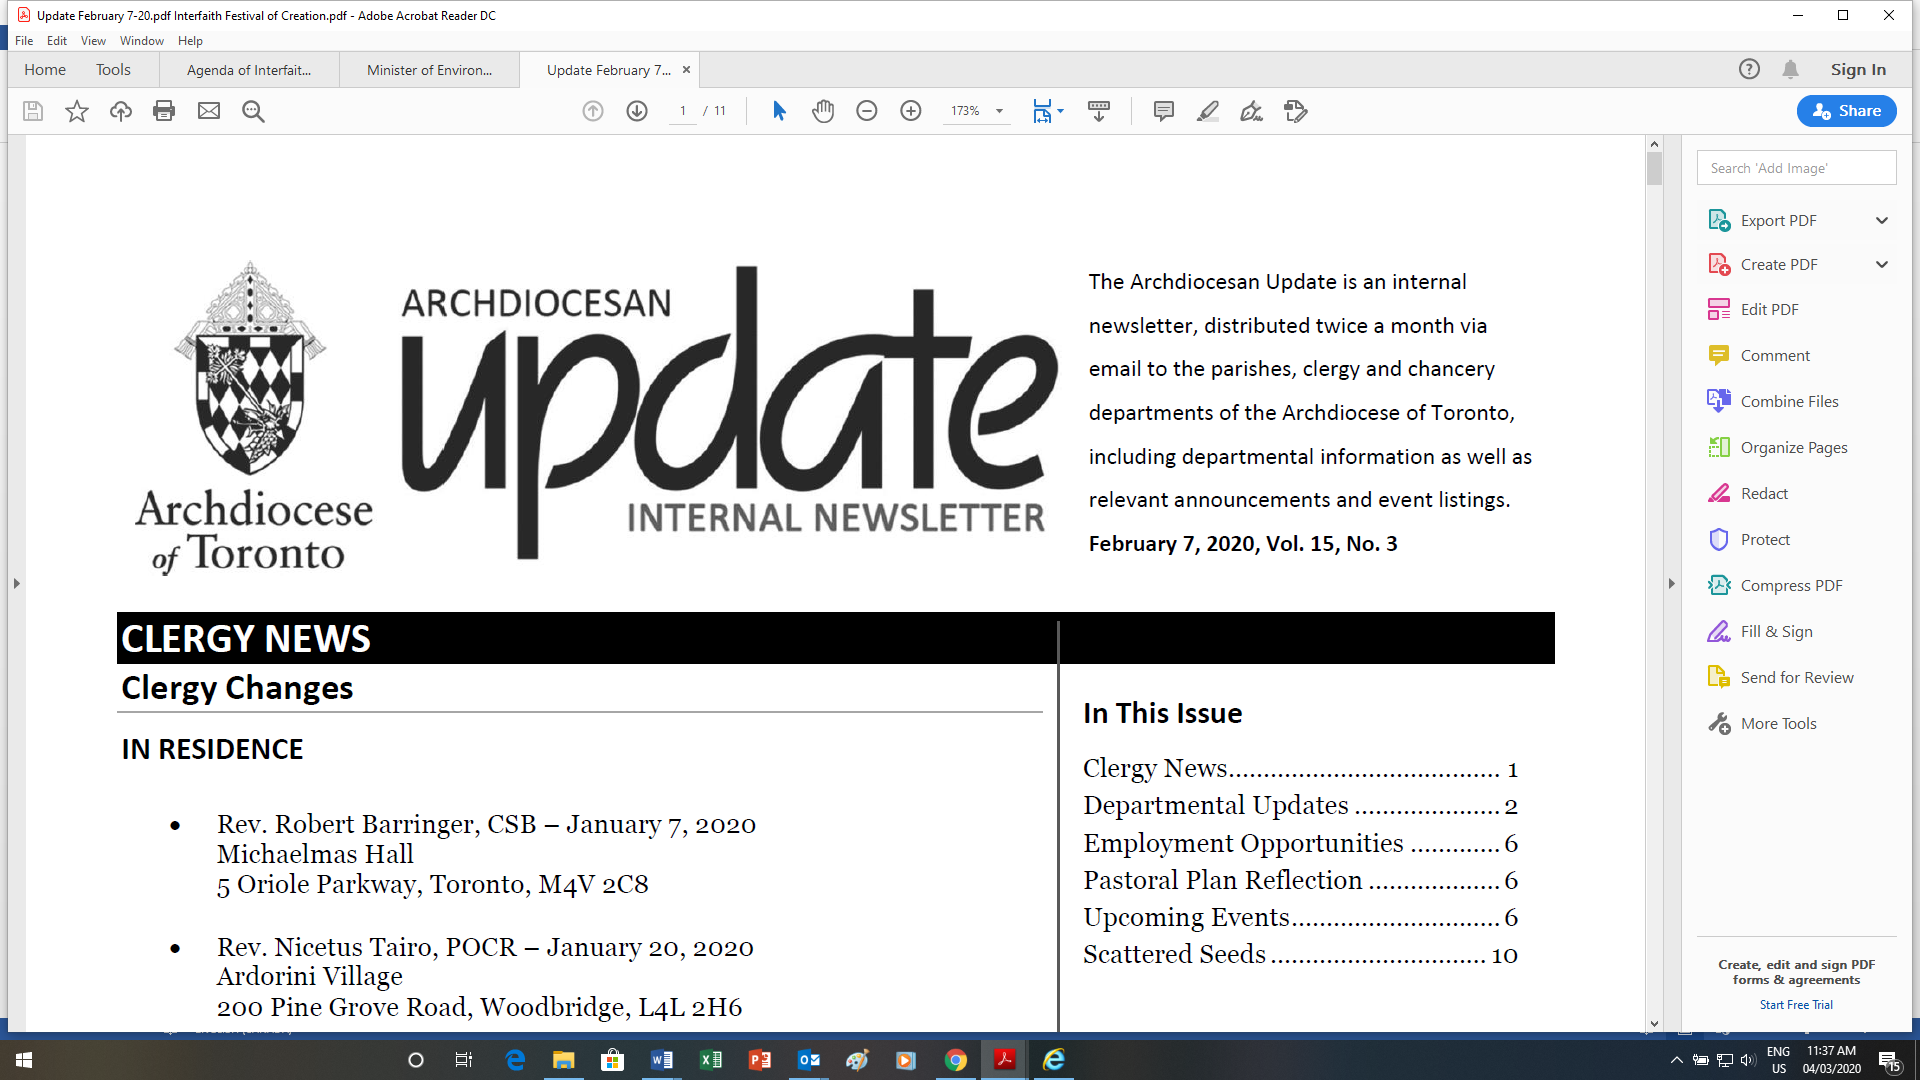 Update February 7-20.pdf Interfaith Festival of Creation.pdf - Adobe Acrobat Reader DC
File Edit View Window Help
Home Tools Agenda of Interfait... Minister of Environ... Update February 7... Sign In
1 / 11 173% Share
Search 'Add Image'
Export PDF
Create PDF
Edit PDF
Comment
Combine Files
Organize Pages
Redact
Protect
Compress PDF
Fill & Sign
Send for Review
More Tools
Create, edit and sign PDF
forms & agreements
Start Free Trial
Archdiocese
of Toronto
ARCHDIOCESAN
update
INTERNAL NEWSLETTER
The Archdiocesan Update is an internal
newsletter, distributed twice a month via
email to the parishes, clergy and chancery
departments of the Archdiocese of Toronto,
including departmental information as well as
relevant announcements and event listings.
February 7, 2020, Vol. 15, No. 3
CLERGY NEWS
Clergy Changes
IN RESIDENCE
• Rev. Robert Barringer, CSB – January 7, 2020
Michaelmas Hall
5 Oriole Parkway, Toronto, M4V 2C8
• Rev. Nicetus Tairo, POCR – January 20, 2020
Ardorini Village
200 Pine Grove Road, Woodbridge, L4L 2H6
In This Issue
Clergy News....................................... 1
Departmental Updates ..................... 2
Employment Opportunities ............. 6
Pastoral Plan Reflection ................... 6
Upcoming Events.............................. 6
Scattered Seeds ............................... 10
ENG
US
11:37 AM
04/03/2020
15